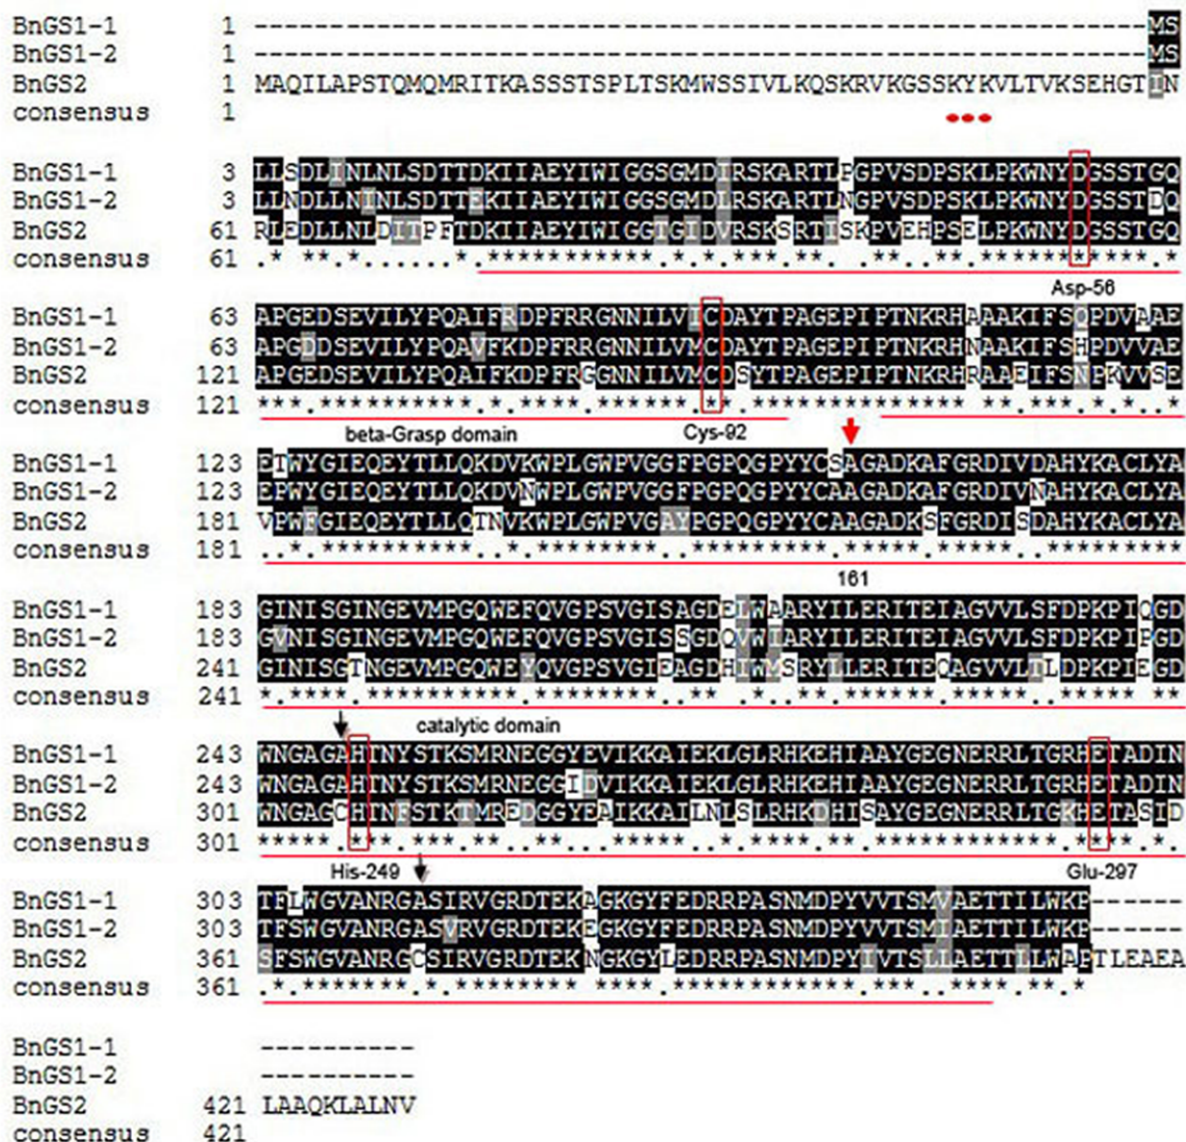 BnGS1-1 1 ----------------------------------------------------------MS
BnGS1-2 1 ----------------------------------------------------------MS
BnGS2 1 MAQILAPSTQMQMRITKASSSTSPLTSKMWSSIVLKQSKRVKGSSKYKVLTVKSEHGTIN
consensus 1
BnGS1-1 3 LLSDLINLNLSDTTDKIIAEYIWIGGSGMDIRSKARTLPGPVSDPSKLPKWNYDGSSTGQ
BnGS1-2 3 LLNDLLNINLSDTTEKIIAEYIWIGGSGMDLRSKARTLNGPVSDPSKLPKWNYDGSSTDQ
BnGS2 61 RLEDLLNLDITPFTDKIIAEYIWIGGTGIDVRSKSRTISKPVEHPSELPKWNYDGSSTGQ
consensus 61 .*.**.*......*.***********.*.*.***.**...**..**.***********.*
Asp-56
BnGS1-1 63 APGEDSEVILYPQAIFRDPFRRGNNILVICDAYTPAGEPIPTNKRHAAAKIFSQPDVAAE
BnGS1-2 63 APGDDSEVILYPQAVFKDPFRRGNNILVMCDAYTPAGEPIPTNKRHNAAKIFSHPDVVAE
BnGS2 121 APGEDSEVILYPQAIFKDPFRGGNNILVMCDSYTPAGEPIPTNKRHRAAEIFSNPKVVSE
consensus 121 ***.**********.*.****.******.**.**************.**.***.*.*..*
beta-Grasp domain Cys-92
BnGS1-1 123 ETWYGIEQEYTLLQKDVKWPLGWPVGGFPGPQGPYYCSAGADKAFGRDIVDAHYKACLYA
BnGS1-2 123 EPWYGIEQEYTLLQKDVNWPLGWPVGGFPGPQGPYYCAAGADKAFGRDIVNAHYKACLYA
BnGS2 181 VPWFGIEQEYTLLQTNVKWPLGWPVGAYPGPQGPYYCAAGADKSFGRDISDAHYKACLYA
consensus 181 ..*.**********..*.********..*********.*****.*****..*********
161
BnGS1-1 183 GINISGINGEVMPGQWEFQVGPSVGISAGDELWAARYILERITEIAGVVLSFDPKPIQGD
BnGS1-2 183 GVNISGINGEVMPGQWEFQVGPSVGISSGDQVWIARYILERITEIAGVVLSFDPKPIPGD
BnGS2 241 GINISGTNGEVMPGQWEYQVGPSVGIEAGDHIWMSRYLLERITEQAGVVLTLDPKPIEGD
consensus 241 *.****.**********.********..**..*..**.******.*****..*****.**
catalytic domain
BnGS1-1 243 WNGAGAHTNYSTKSMRNEGGYEVIKKAIEKLGLRHKEHIAAYGEGNERRLTGRHETADIN
BnGS1-2 243 WNGAGAHTNYSTKSMRNEGGIDVIKKAIEKLGLRHKEHIAAYGEGNERRLTGRHETADIN
BnGS2 301 WNGAGCHTNFSTKTMREDGGYEAIKKAILNLSLRHKDHISAYGEGNERRLTGKHETASID
consensus 301 *****.***.***.**..**...*****..*.****.**.************.****.*.
His-249 Glu-297
BnGS1-1 303 TFLWGVANRGASIRVGRDTEKAGKGYFEDRRPASNMDPYVVTSMVAETTILWKP------
BnGS1-2 303 TFSWGVANRGASVRVGRDTEKEGKGYFEDRRPASNMDPYVVTSMIAETTILWKP------
BnGS2 361 SFSWGVANRGCSIRVGRDTEKNGKGYLEDRRPASNMDPYIVTSLLAETTLLWAPTLEAEA
consensus 361 .*.*******.*.********.****.************.***..****.**.*
BnGS1-1 ----------
BnGS1-2 ----------
BnGS2 421 LAAQKLALNV
consensus 421